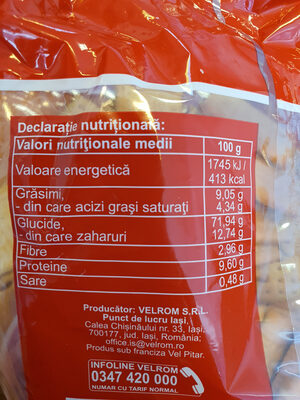 Declarație nutrițională:
Valori nutriționale medii 100 g
Valoare energetică 1745 kJ /
413 kcal
Grăsimi, 9,05 g
- din care acizi grași saturați 4,34 g
Glucide, 71,94 g
- din care zaharuri 12,74 g
Fibre 2,96 g
Proteine 9,60 g
Sare 0,48 g
Producător: VELROM S.R.L.
Punct de lucru Iași,
Calea Chișinăului nr. 33, Iași,
700177, jud. Iași, România;
office.is@velrom.ro
Produs sub franciza Vel Pitar.
INFOLINE VELROM
0347 420 000
NUMAR CU TARIF NORMAL